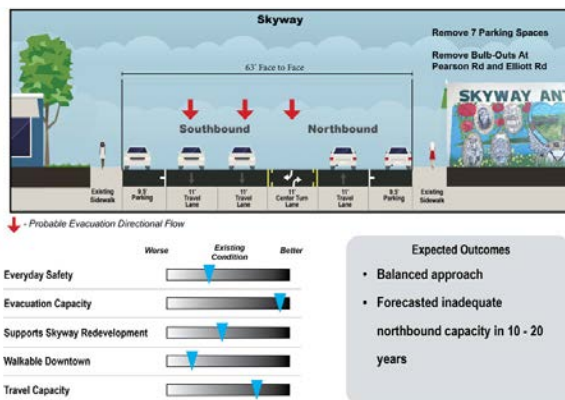 Skyway
Remove 7 Parking Spaces
Remove Bulb-Outs At
Pearson Rd and Elliott Rd
63' Face to Face
SKYWAY ANT
Southbound
Northbound
Existing
Sidewalk
9.5'
Parking
11'
Travel
Lane
11'
Travel
Lane
11'
Center Turn
Lane
11'
Travel
Lane
9.5'
Parking
Existing
Sidewalk
- Probable Evacuation Directional Flow
Worse
Existing
Condition
Better
Everyday Safety
Evacuation Capacity
Supports Skyway Redevelopment
Walkable Downtown
Travel Capacity
Expected Outcomes
• Balanced approach
• Forecasted inadequate
northbound capacity in 10 - 20
years